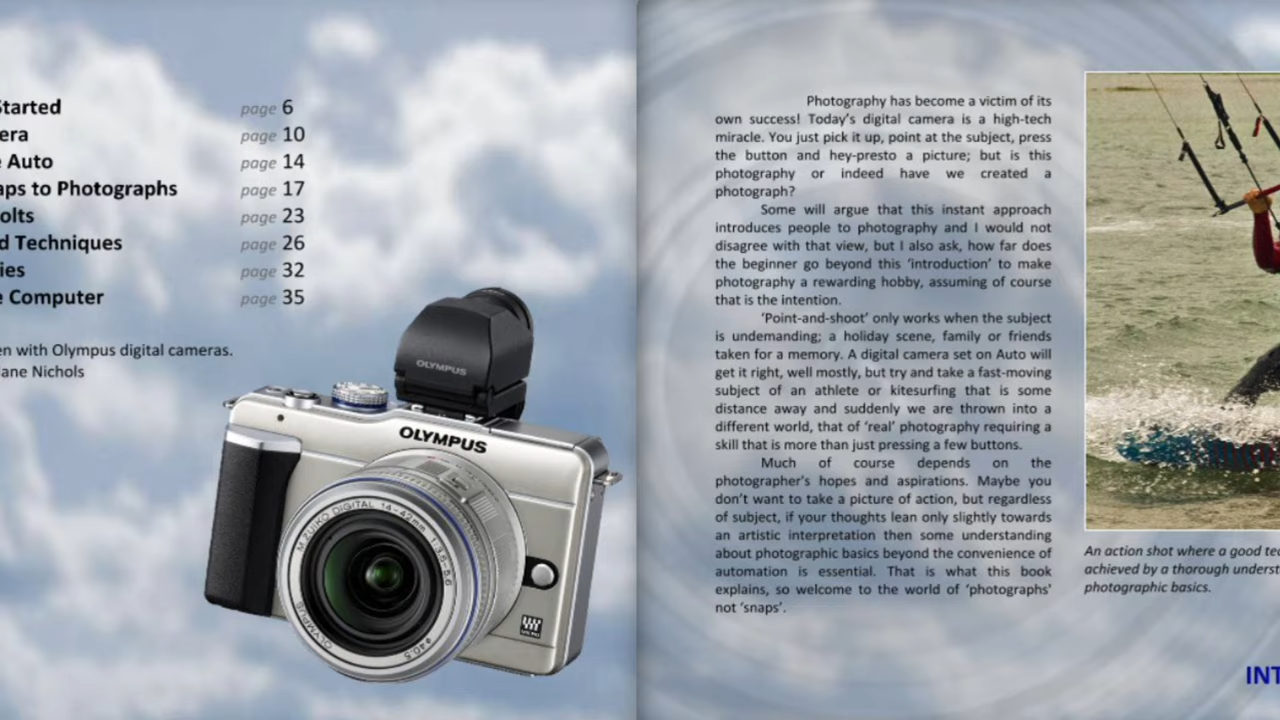 Started page 6
era page 10
e Auto page 14
aps to Photographs page 17
olts page 23
d Techniques page 26
ies page 32
e Computer page 35
en with Olympus digital cameras.
ane Nichols
OLYMPUS
OLYMPUS
M.ZUIKO DIGITAL 14-42mm 1:3.5-5.6
OLYMPUS
ø40.5
Photography has become a victim of its
own success! Today's digital camera is a high-tech
miracle. You just pick it up, point at the subject, press
the button and hey-presto a picture; but is this
photography or indeed have we created a
photograph?
Some will argue that this instant approach
introduces people to photography and I would not
disagree with that view, but I also ask, how far does
the beginner go beyond this 'introduction' to make
photography a rewarding hobby, assuming of course
that is the intention.
'Point-and-shoot' only works when the subject
is undemanding; a holiday scene, family or friends
taken for a memory. A digital camera set on Auto will
get it right, well mostly, but try and take a fast-moving
subject of an athlete or kitesurfing that is some
distance away and suddenly we are thrown into a
different world, that of 'real' photography requiring a
skill that is more than just pressing a few buttons.
Much of course depends on the
photographer's hopes and aspirations. Maybe you
don't want to take a picture of action, but regardless
of subject, if your thoughts lean only slightly towards
an artistic interpretation then some understanding
about photographic basics beyond the convenience of
automation is essential. That is what this book
explains, so welcome to the world of 'photographs'
not 'snaps'.
An action shot where a good tec
achieved by a thorough underst
photographic basics.
INT